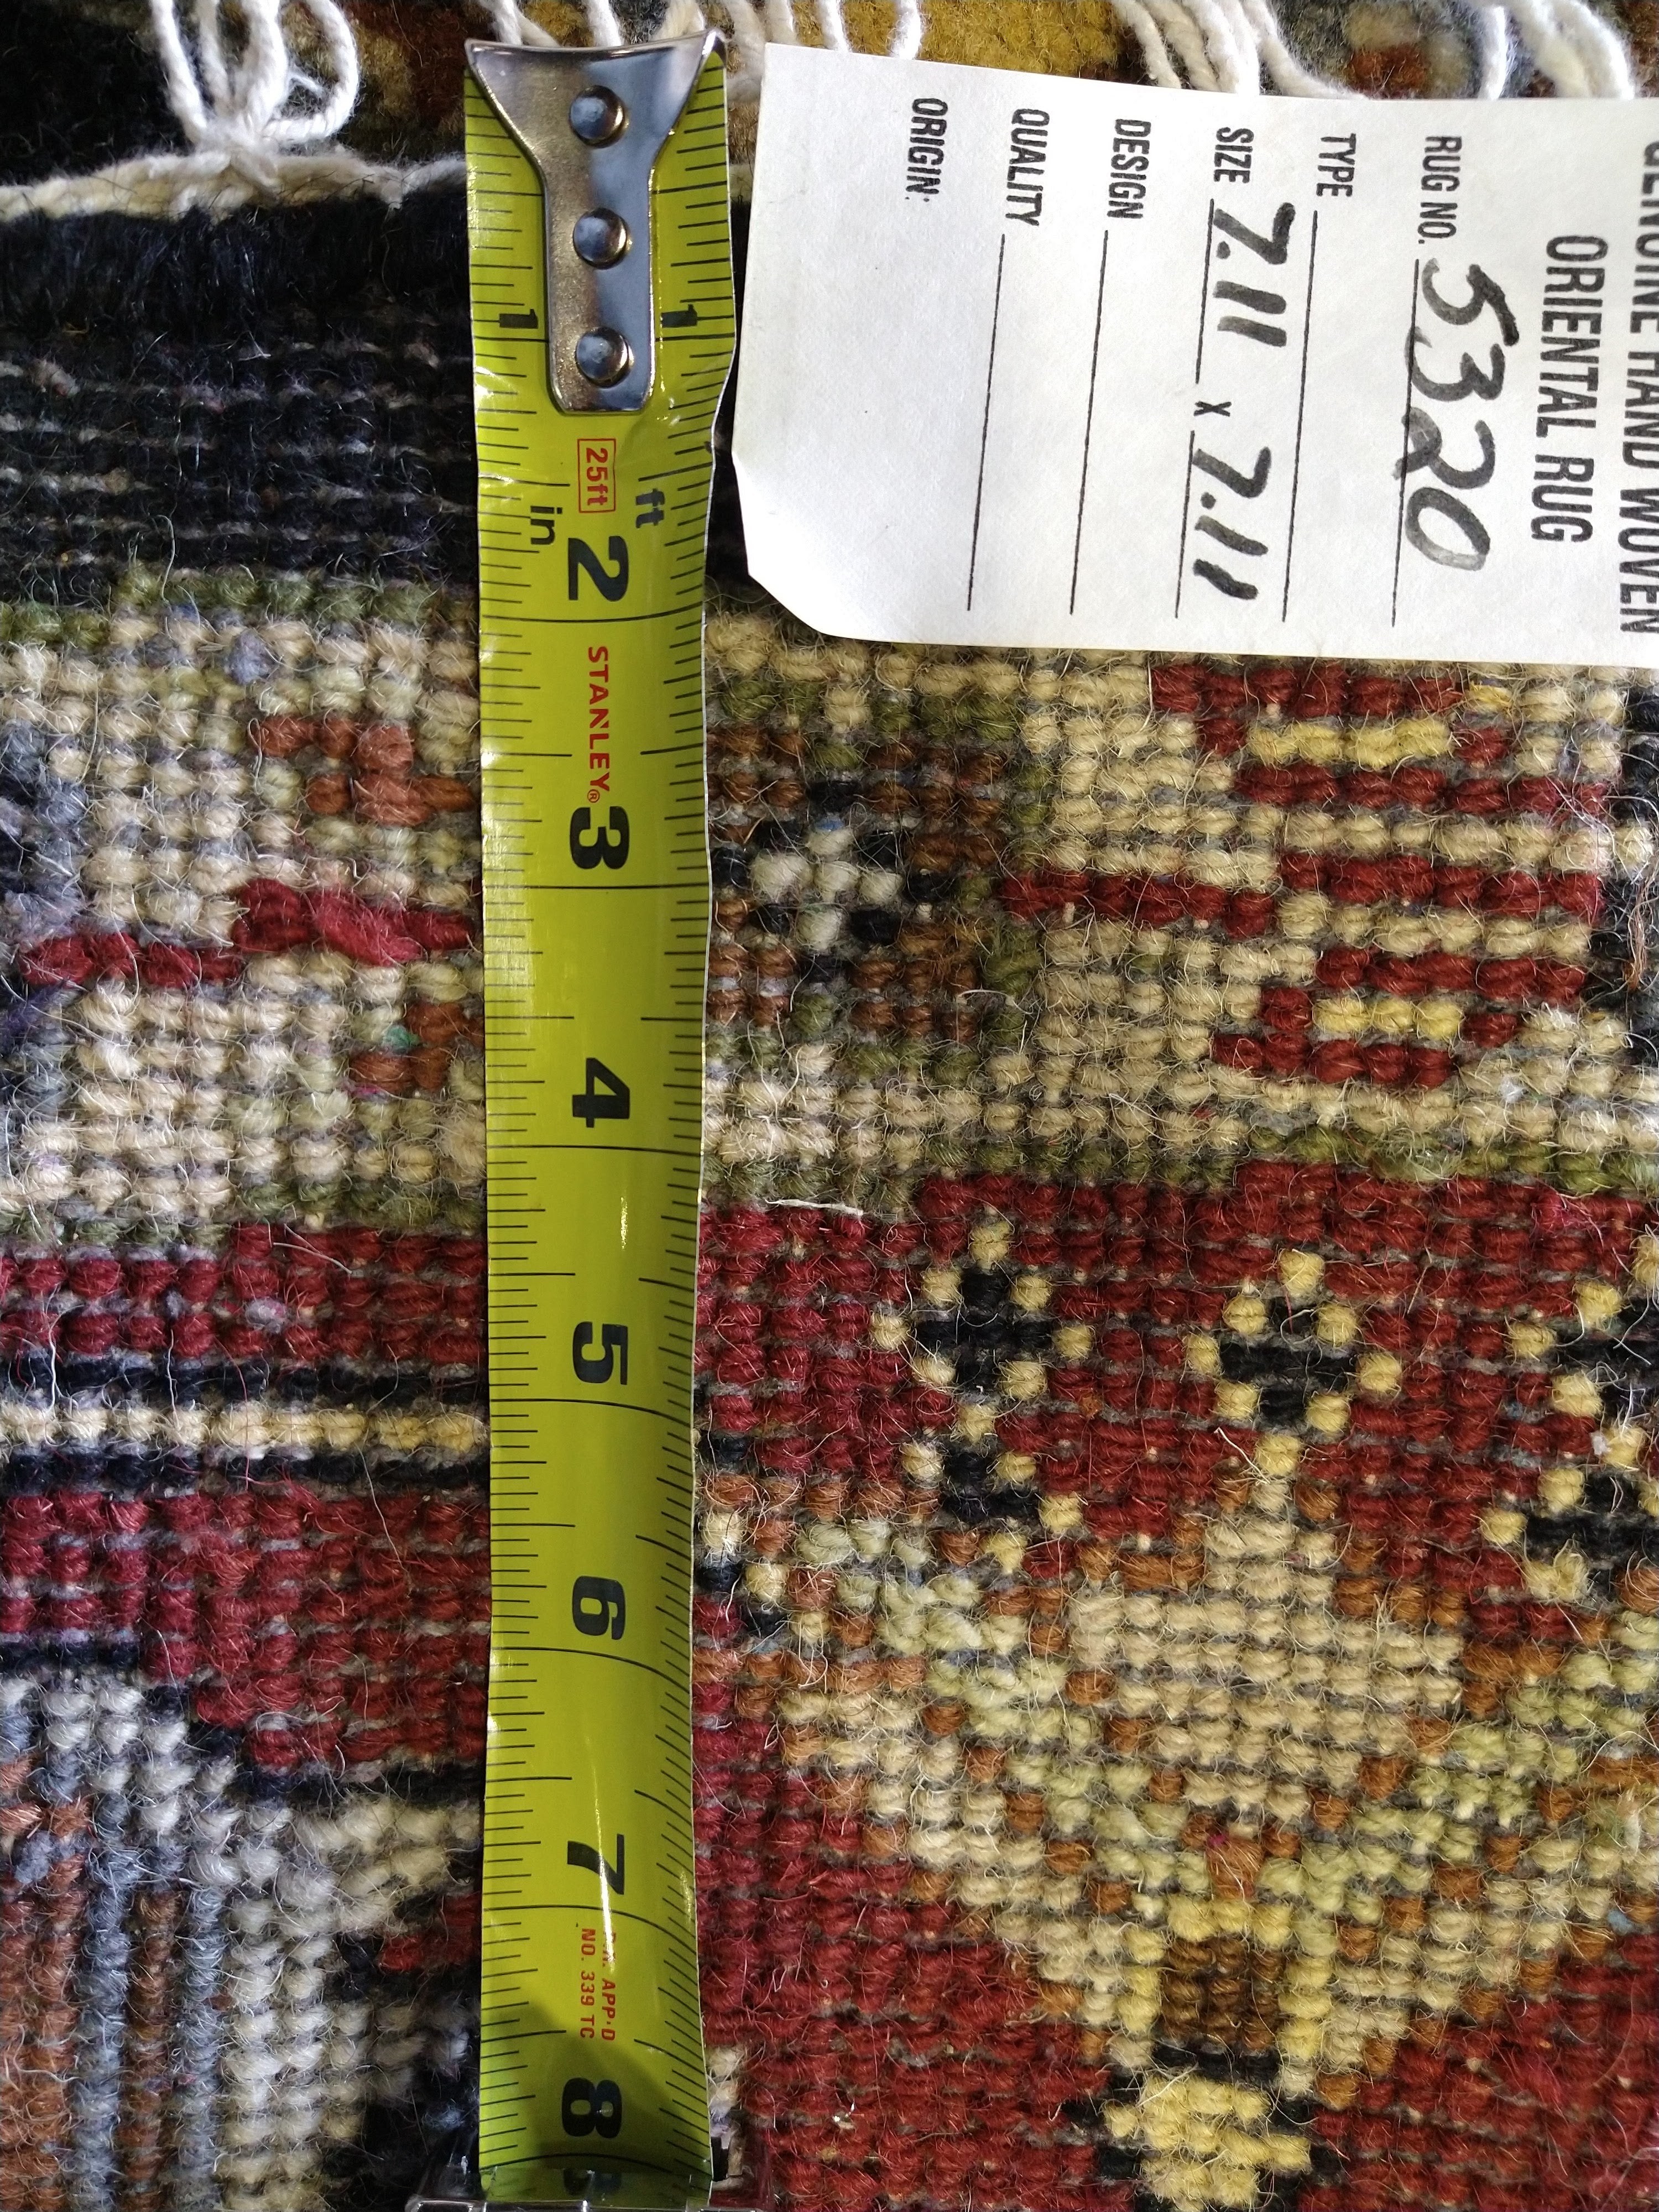 GENUINE HAND WOVEN
ORIENTAL RUG
RUG NO. 5320
TYPE
SIZE 7.11 x 7.11
DESIGN
QUALITY
ORIGIN:
1 1
25ft
ft
in
2
STANLEY®
3
4
5
6
7
APP'D
NO. 339 TC
8